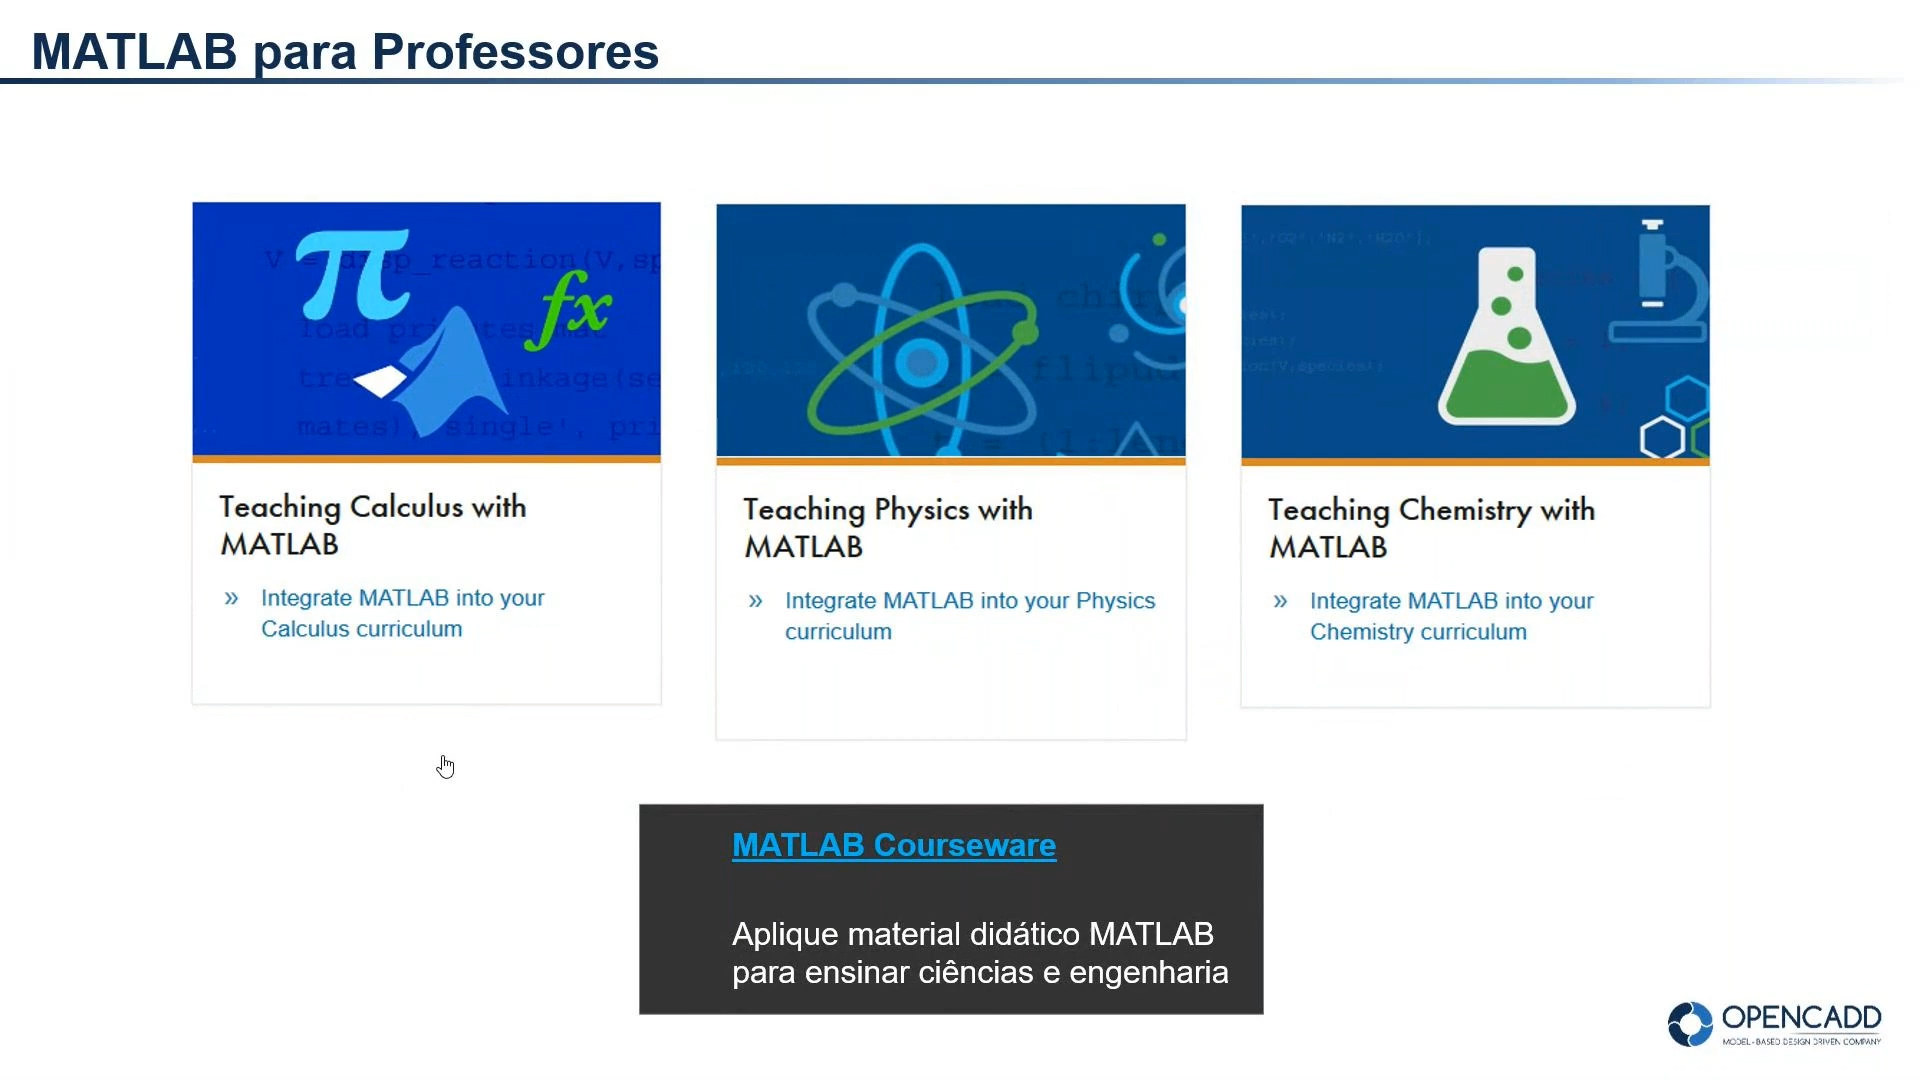 MATLAB para Professores
π
fx
Teaching Calculus with
MATLAB
» Integrate MATLAB into your
Calculus curriculum
Teaching Physics with
MATLAB
» Integrate MATLAB into your Physics
curriculum
Teaching Chemistry with
MATLAB
» Integrate MATLAB into your
Chemistry curriculum
MATLAB Courseware
Aplique material didático MATLAB
para ensinar ciências e engenharia
OPENCADD
MODEL-BASED DESIGN DRIVEN COMPANY